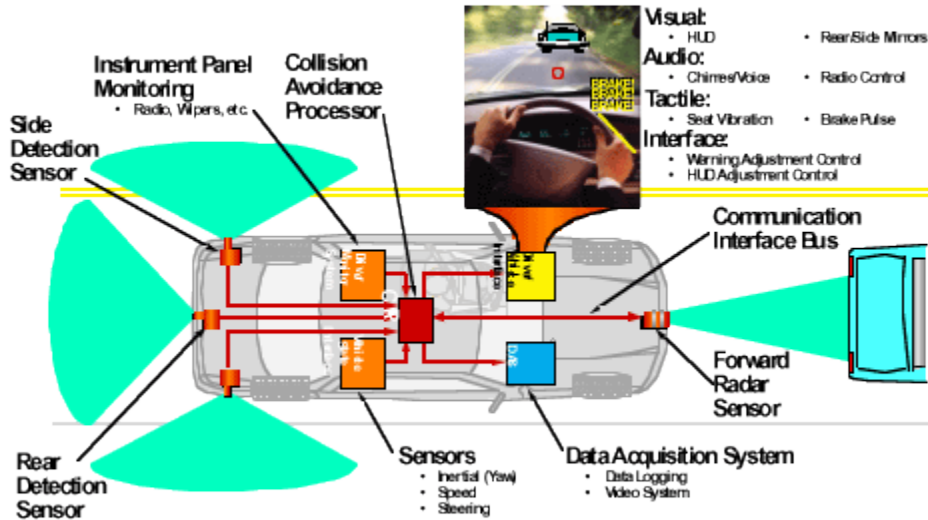 Visual:
• HUD
• Rear/Side Mirrors
Audio:
• Chimes/Voice
• Radio Control
Tactile:
• Seat Vibration
• Brake Pulse
Interface:
• Warning Adjustment Control
• HUD Adjustment Control
BRAKE!
BRAKE!
BRAKE!
Instrument Panel
Monitoring
• Radio, Wipers, etc.
Collision
Avoidance
Processor
Side
Detection
Sensor
Communication
Interface Bus
Interface
DAS
Forward
Radar
Sensor
Rear
Detection
Sensor
Sensors
• Inertial (Yaw)
• Speed
• Steering
Data Acquisition System
• Data Logging
• Video System